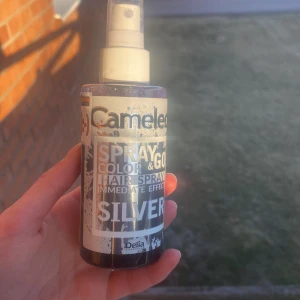 Cameleo
SPRAY
& GO
COLOR
HAIR SPRAY
IMMEDIATE EFFECT
SILVER
Delia